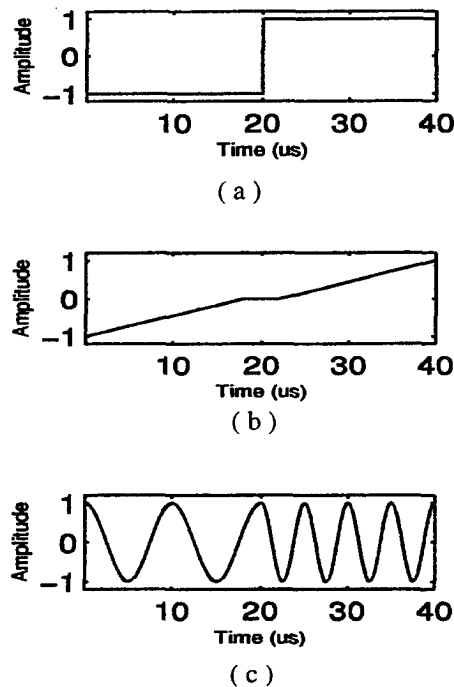 Amplitude
1
0
−1
10 20 30 40
Time (us)
( a )
Amplitude
1
0
−1
10 20 30 40
Time (us)
( b )
Amplitude
1
0
−1
10 20 30 40
Time (us)
( c )